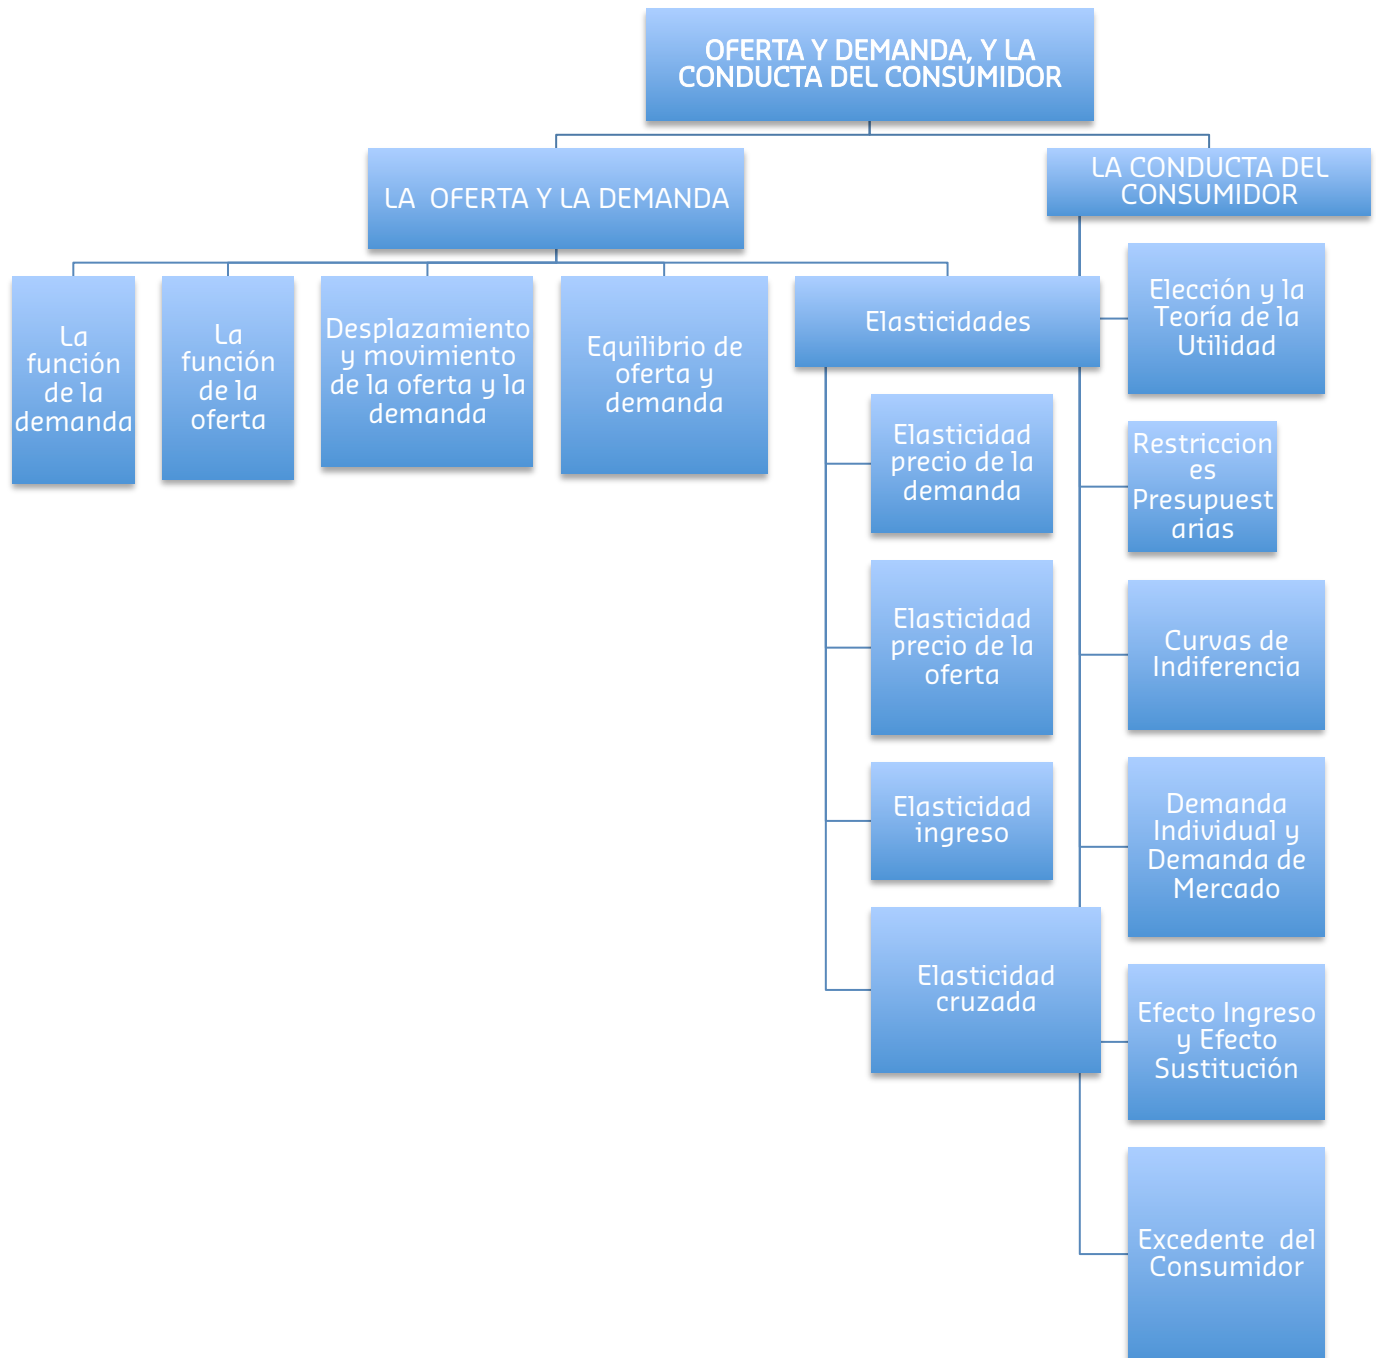 OFERTA Y DEMANDA, Y LA
CONDUCTA DEL CONSUMIDOR
LA OFERTA Y LA DEMANDA
LA CONDUCTA DEL
CONSUMIDOR
La
función
de la
demanda
La
función
de la
oferta
Desplazamiento
y movimiento
de la oferta y la
demanda
Equilibrio de
oferta y
demanda
Elasticidades
Elasticidad
precio de la
demanda
Elasticidad
precio de la
oferta
Elasticidad
ingreso
Elasticidad
cruzada
Elección y la
Teoría de la
Utilidad
Restriccion
es
Presupuest
arias
Curvas de
Indiferencia
Demanda
Individual y
Demanda de
Mercado
Efecto Ingreso
y Efecto
Sustitución
Excedente del
Consumidor